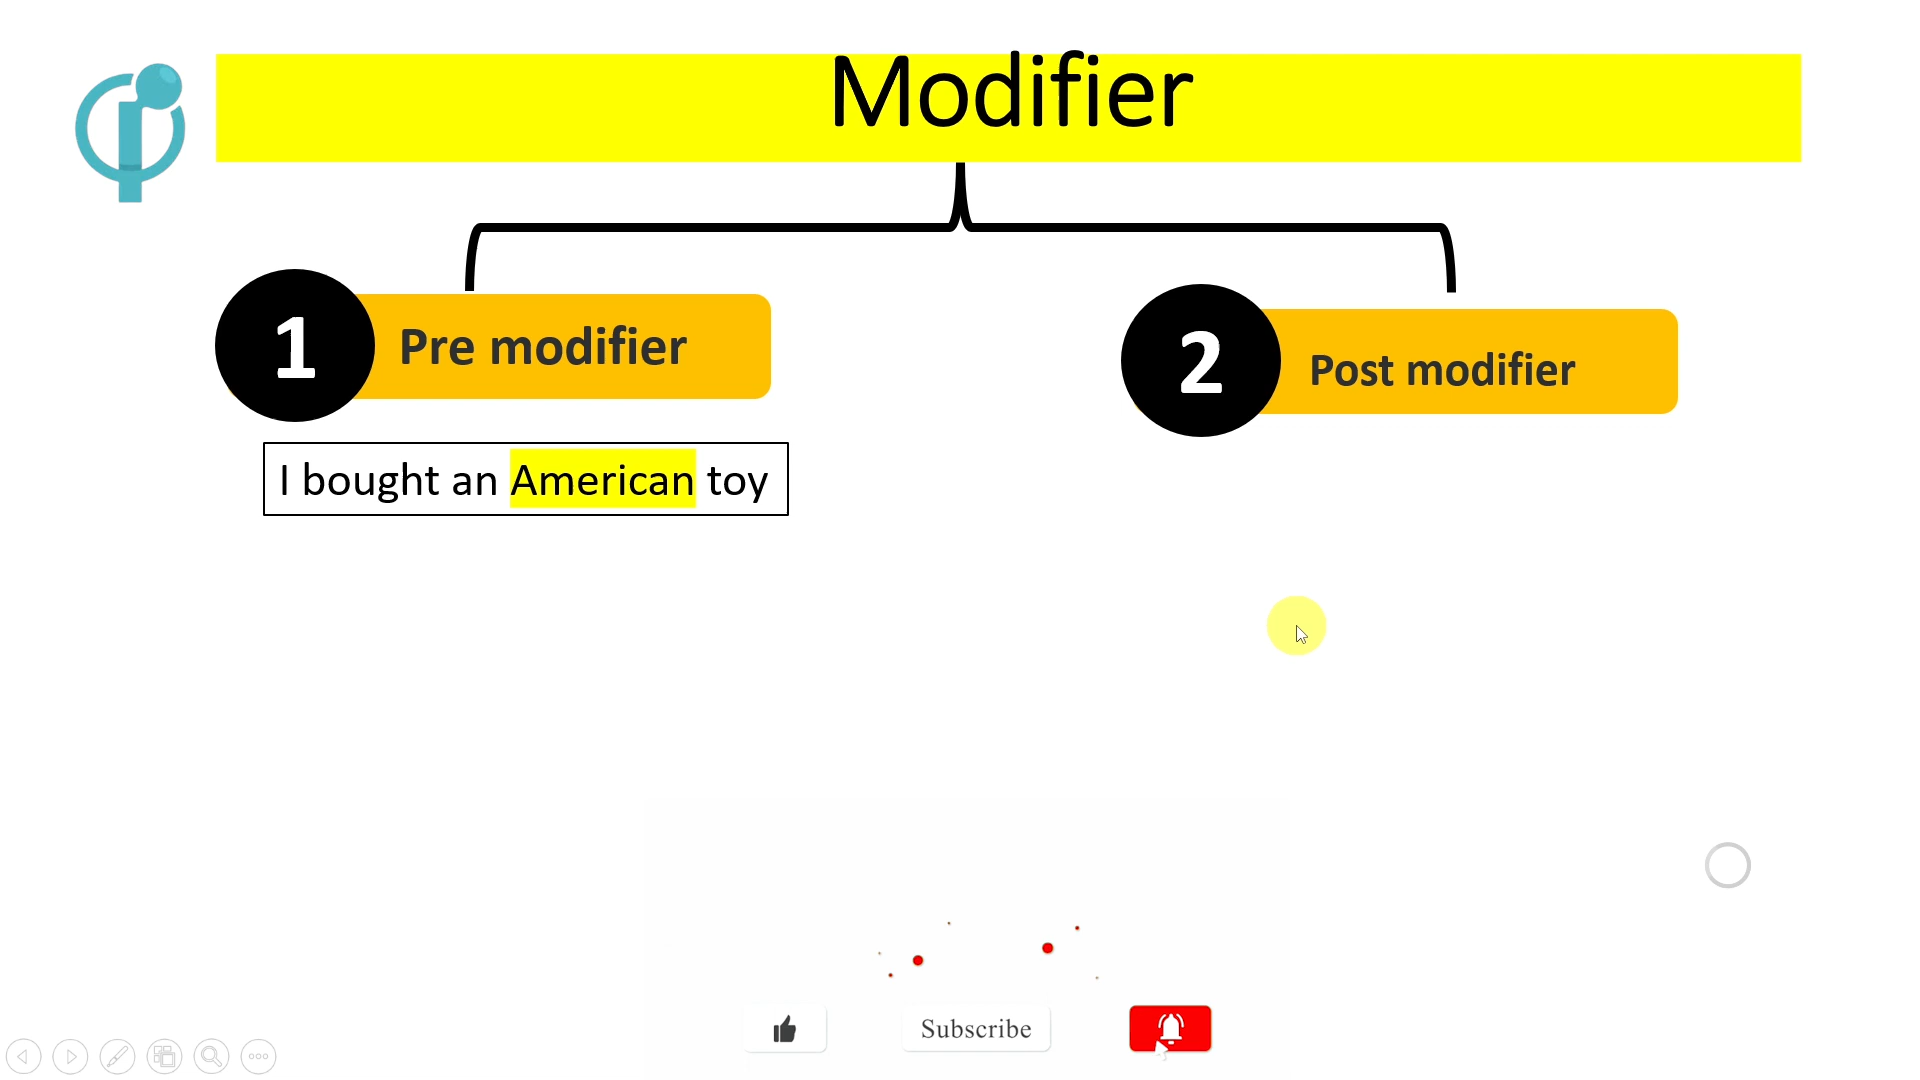 Modifier
1
Pre modifier
2
Post modifier
I bought an American toy
Subscribe